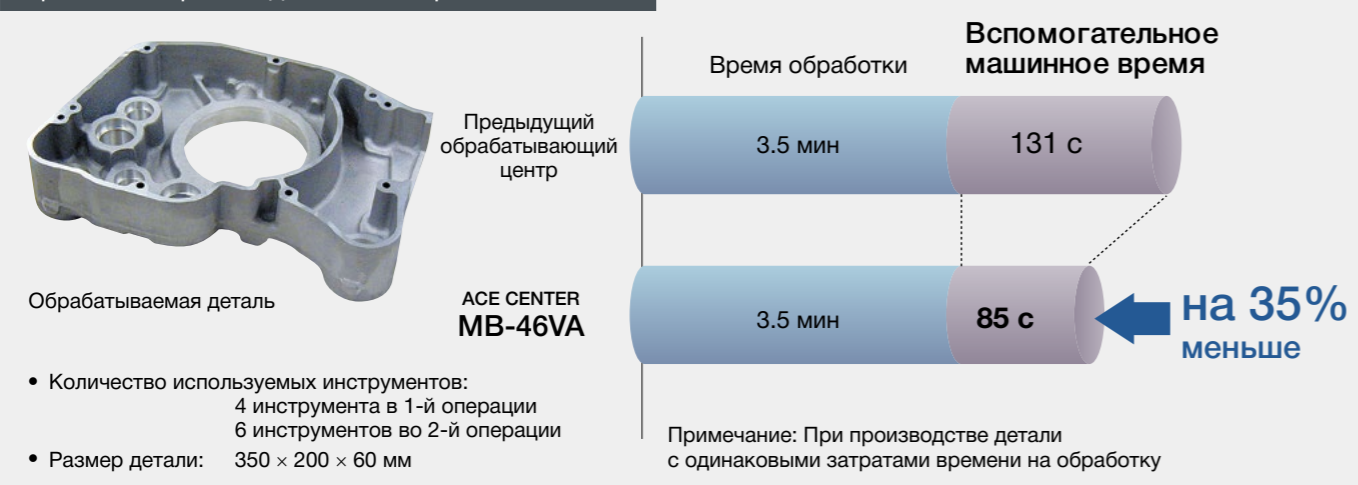 Вспомогательное
машинное время
Время обработки
Предыдущий
обрабатывающий
центр
3.5 мин
131 с
Обрабатываемая деталь
ACE CENTER
MB-46VA
3.5 мин
85 с
на 35%
меньше
• Количество используемых инструментов:
4 инструмента в 1-й операции
6 инструментов во 2-й операции
• Размер детали: 350 × 200 × 60 мм
Примечание: При производстве детали
с одинаковыми затратами времени на обработку